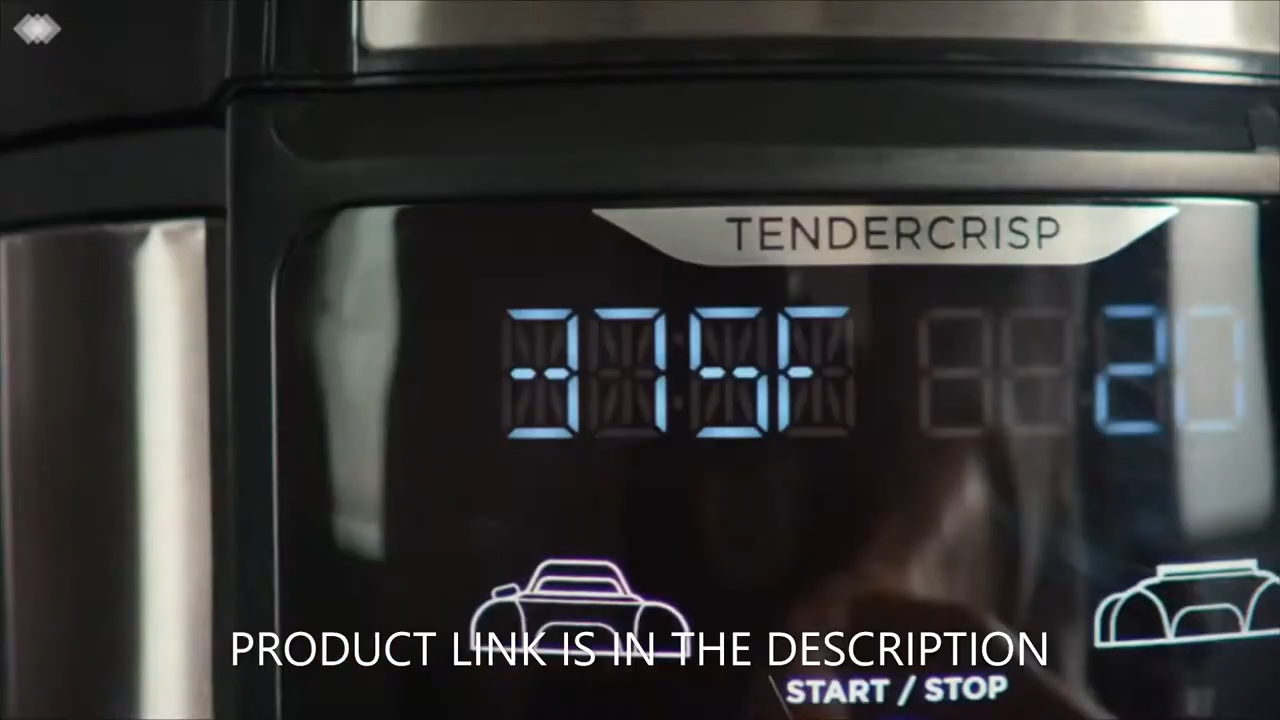 TENDERCRISP
375F 20
PRODUCT LINK IS IN THE DESCRIPTION
START / STOP